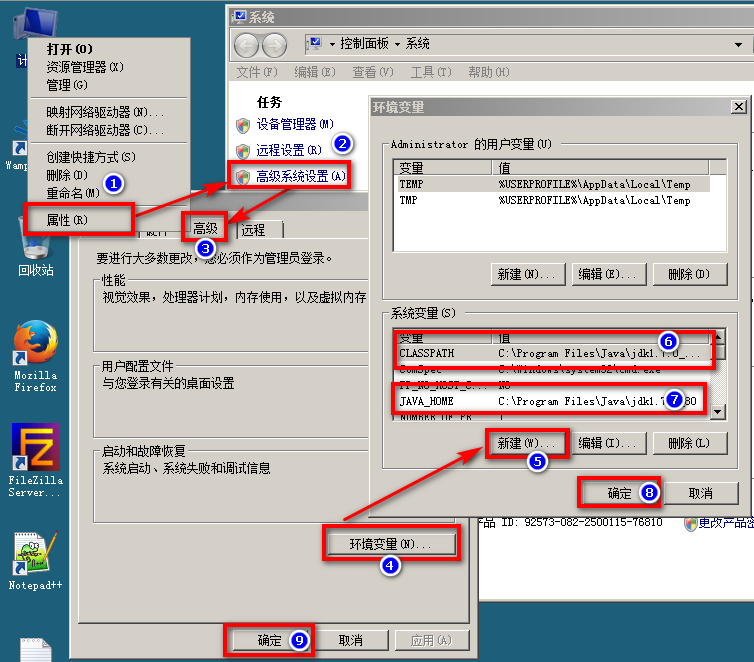 计
Wamp
回收站
Mozilla
Firefox
FileZilla
Server...
Notepad++
打开(O)
资源管理器(X)
管理(G)
映射网络驱动器(N)...
断开网络驱动器(C)...
创建快捷方式(S)
删除(D)
重命名(M)
1
属性(R)
系统
控制面板 系统
文件(F) 编辑(E) 查看(V) 工具(T) 帮助(H)
任务
设备管理器(M)
远程设置(R)
2
高级系统设置(A)
硬件 高级 远程
3
要进行大多数更改，您必须作为管理员登录。
性能
视觉效果，处理器计划，内存使用，以及虚拟内存
用户配置文件
与您登录有关的桌面设置
启动和故障恢复
系统启动、系统失败和调试信息
环境变量(N)...
4
确定 9 取消 应用(A)
环境变量
Administrator 的用户变量(U)
变量 值
TEMP %USERPROFILE%\AppData\Local\Temp
TMP %USERPROFILE%\AppData\Local\Temp
新建(N)... 编辑(E)... 删除(D)
系统变量(S)
变量 值
6
CLASSPATH C:\Program Files\Java\jdk1.7.0_...
ComSpec C:\Windows\system32\cmd.exe
FP_NO_HOST_C... NO
JAVA_HOME C:\Program Files\Java\jdk1.7 80
7
NUMBER_OF_PR
新建(W)... 编辑(I)... 删除(L)
5
确定 8 取消
产品 ID: 92573-082-2500115-76810 更改产品密